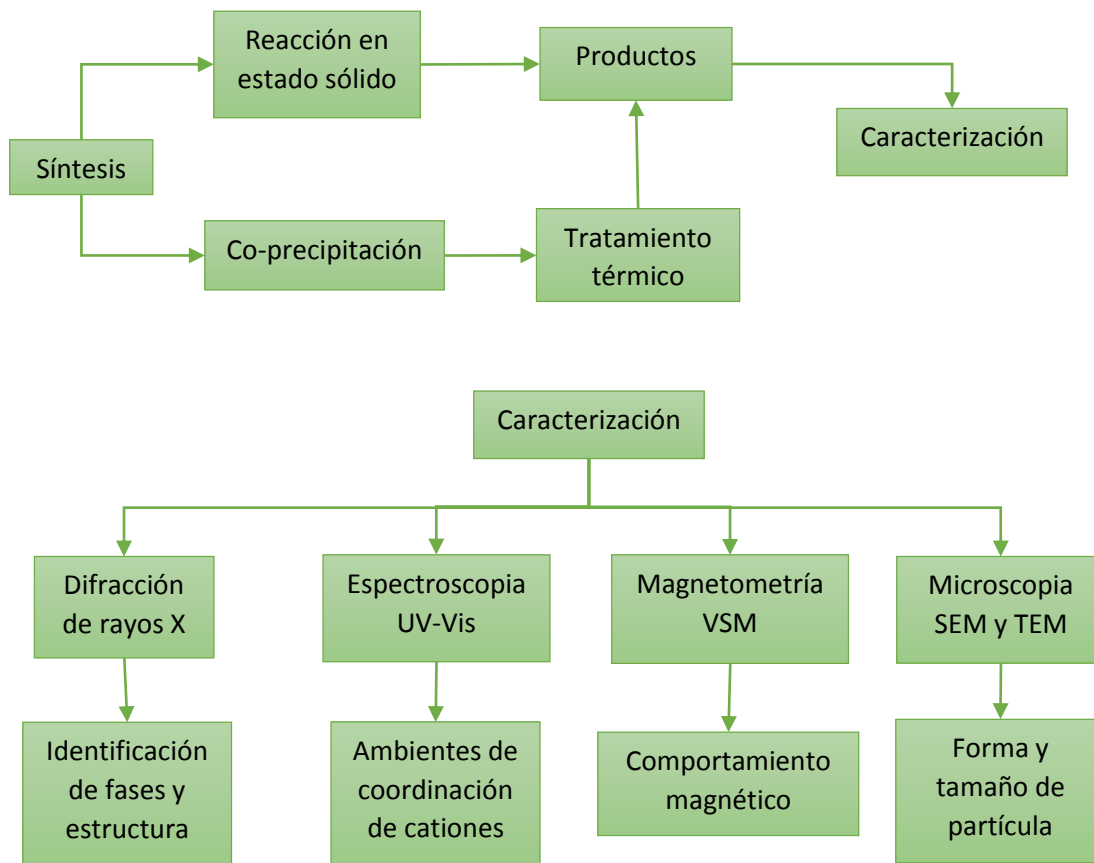 Reacción en
estado sólido
Productos
Caracterización
Síntesis
Co-precipitación
Tratamiento
térmico
Caracterización
Difracción
de rayos X
Espectroscopia
UV-Vis
Magnetometría
VSM
Microscopia
SEM y TEM
Identificación
de fases y
estructura
Ambientes de
coordinación
de cationes
Comportamiento
magnético
Forma y
tamaño de
partícula